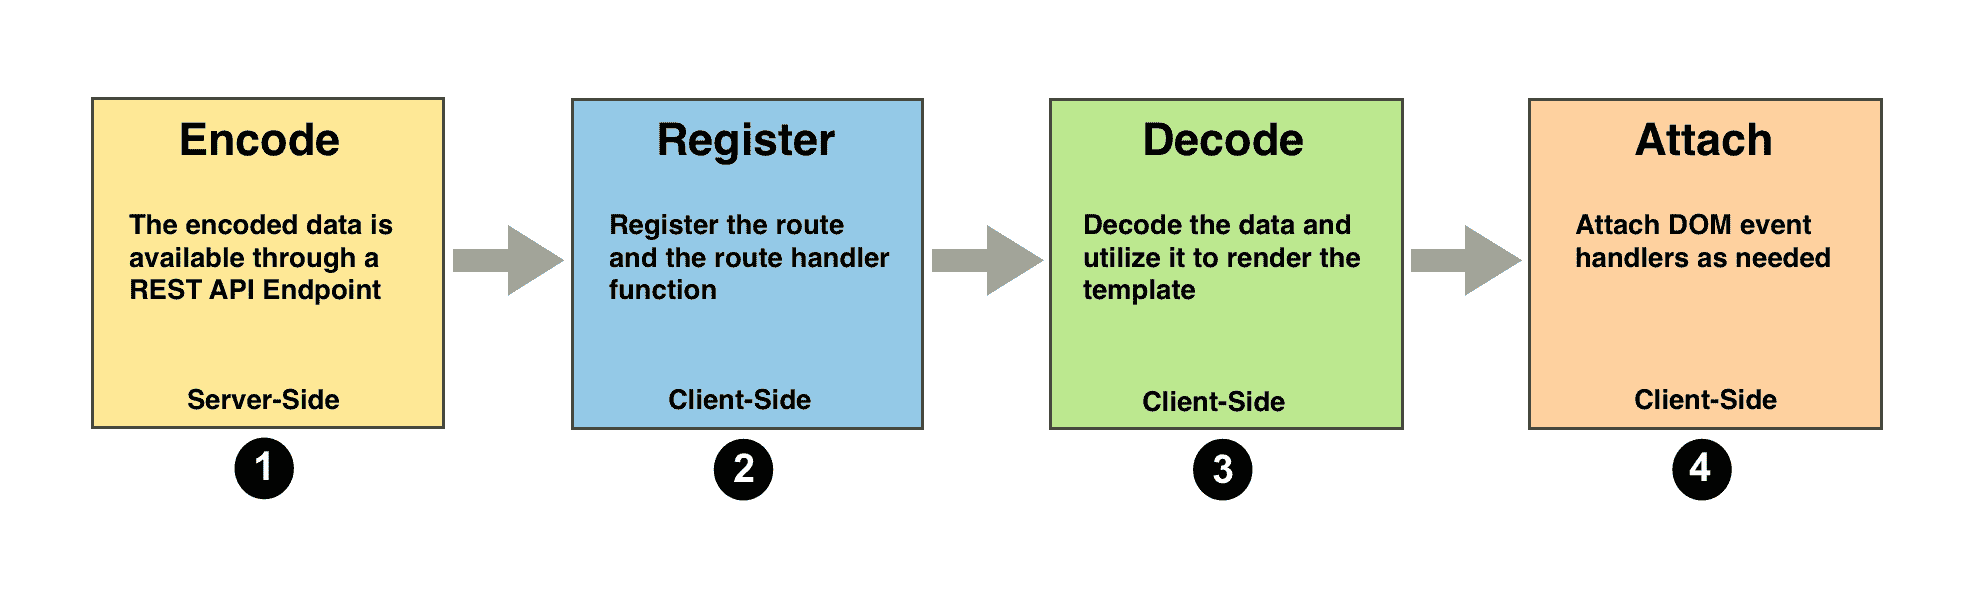 Encode
The encoded data is
available through a
REST API Endpoint
Server-Side
1
Register
Register the route
and the route handler
function
Client-Side
2
Decode
Decode the data and
utilize it to render the
template
Client-Side
3
Attach
Attach DOM event
handlers as needed
Client-Side
4